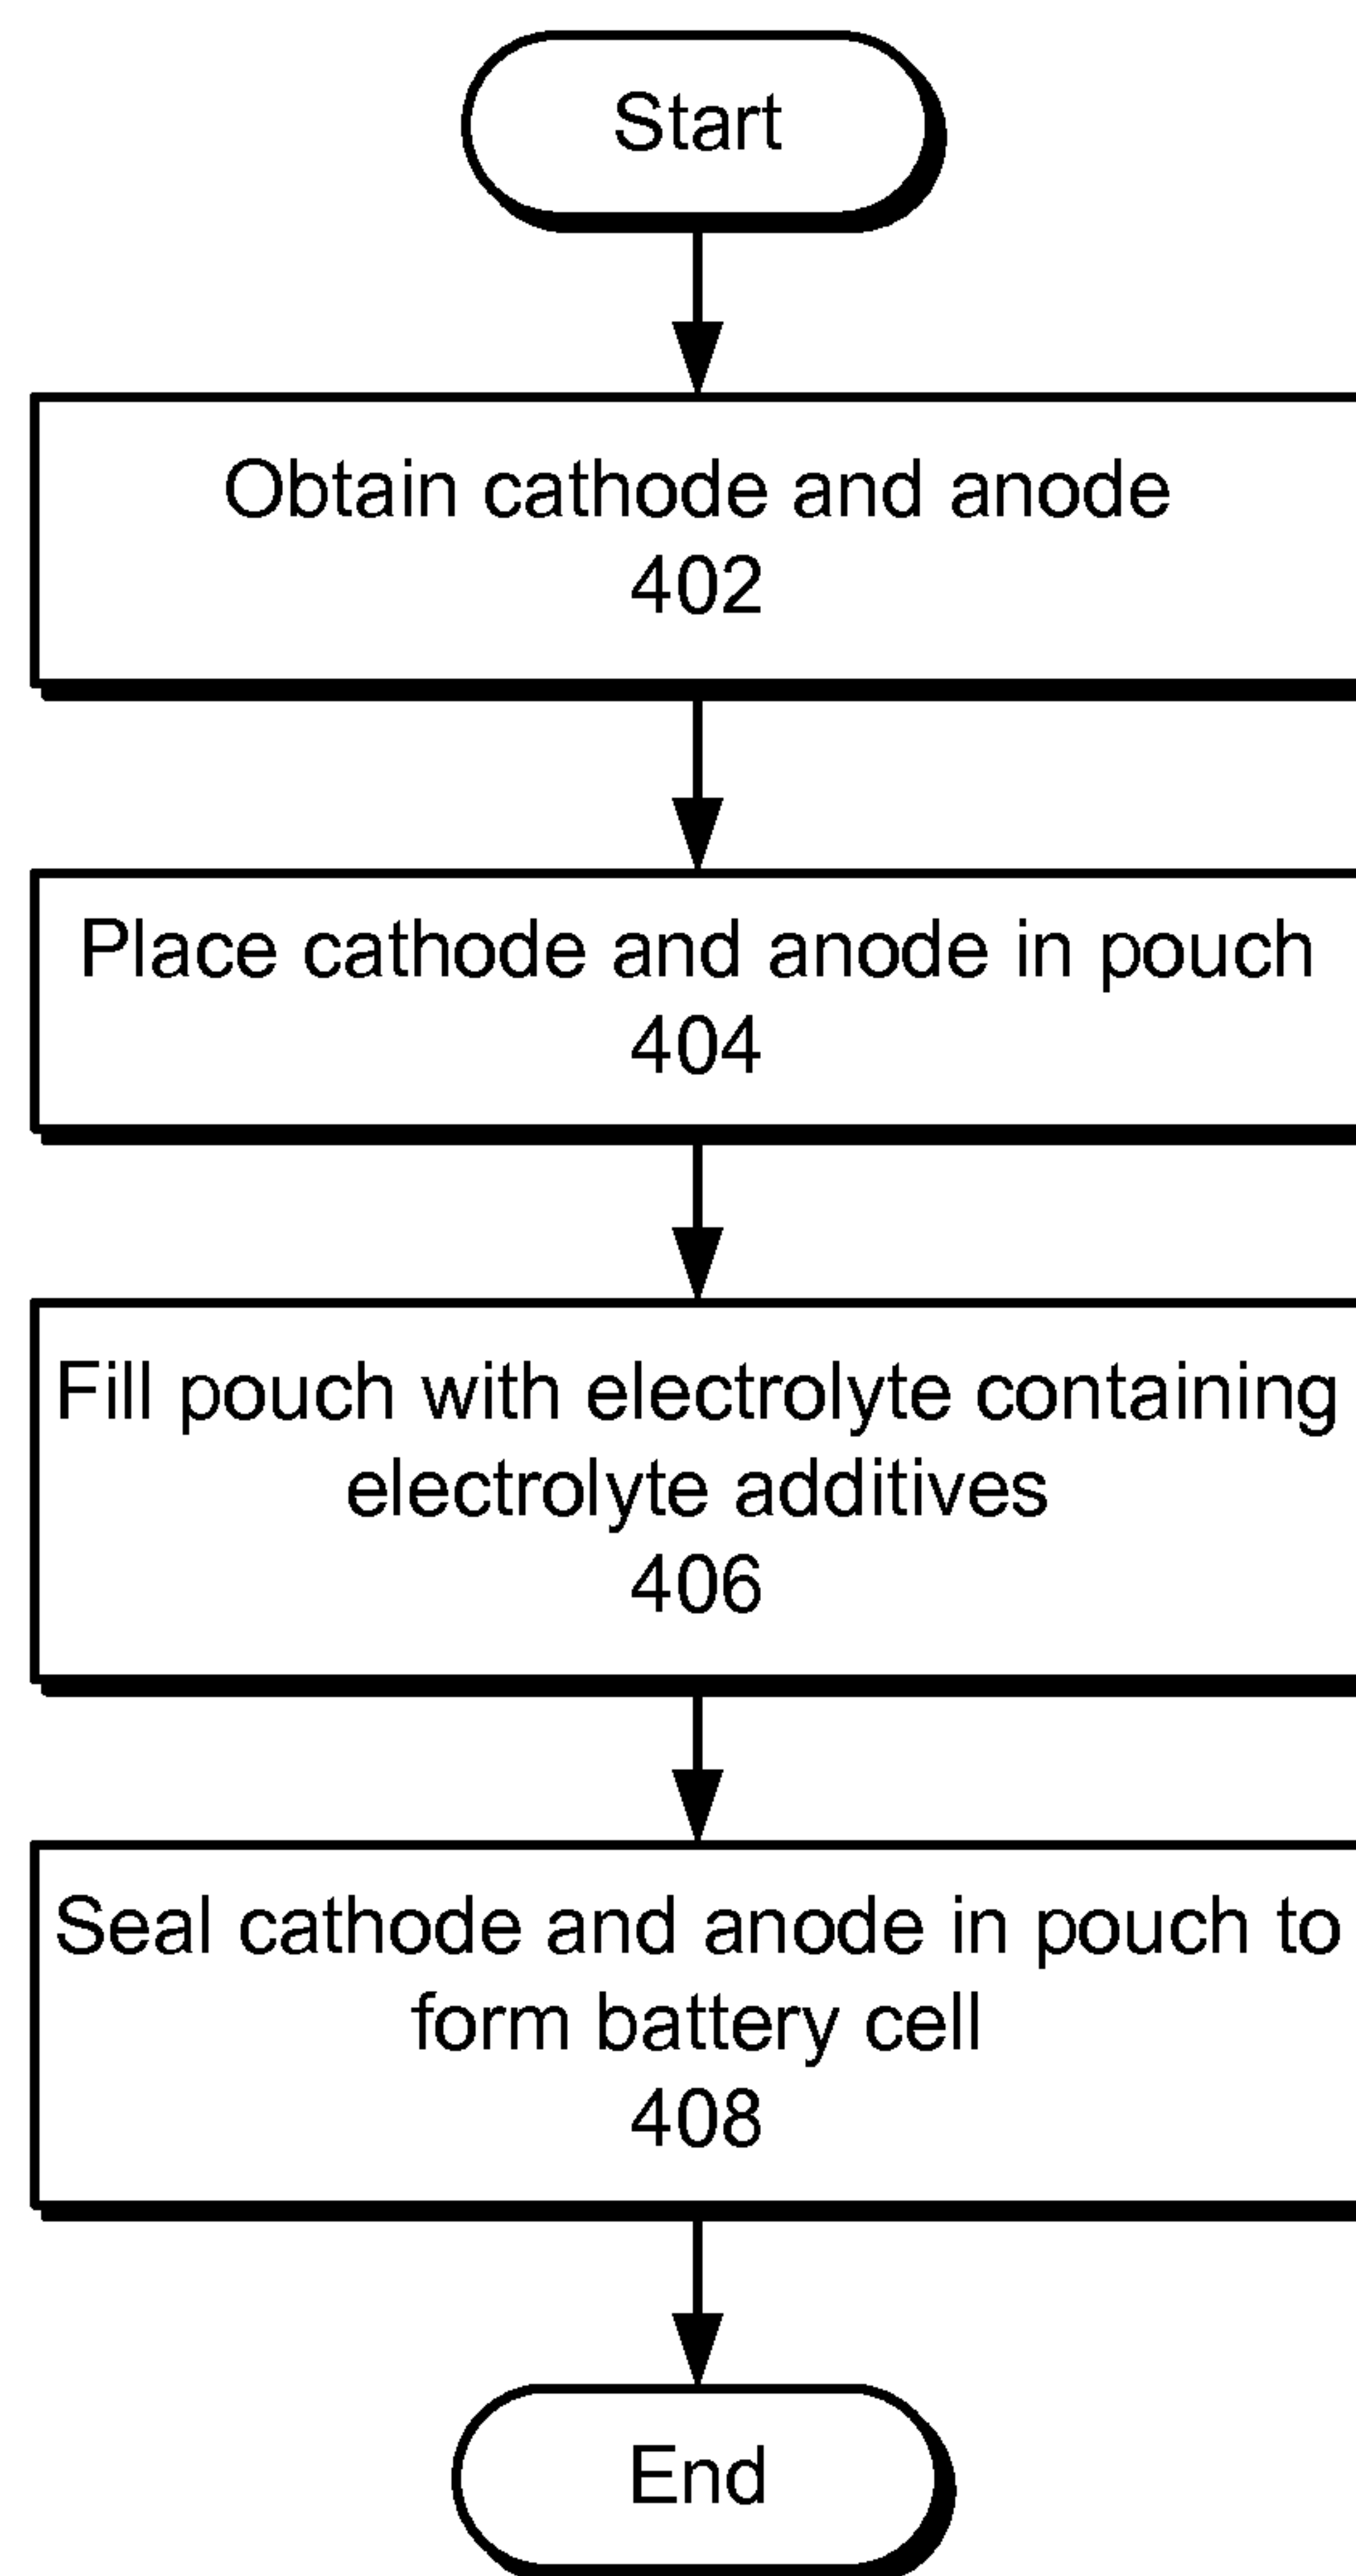 Start
Obtain cathode and anode
402
Place cathode and anode in pouch
404
Fill pouch with electrolyte containing
electrolyte additives
406
Seal cathode and anode in pouch to
form battery cell
408
End